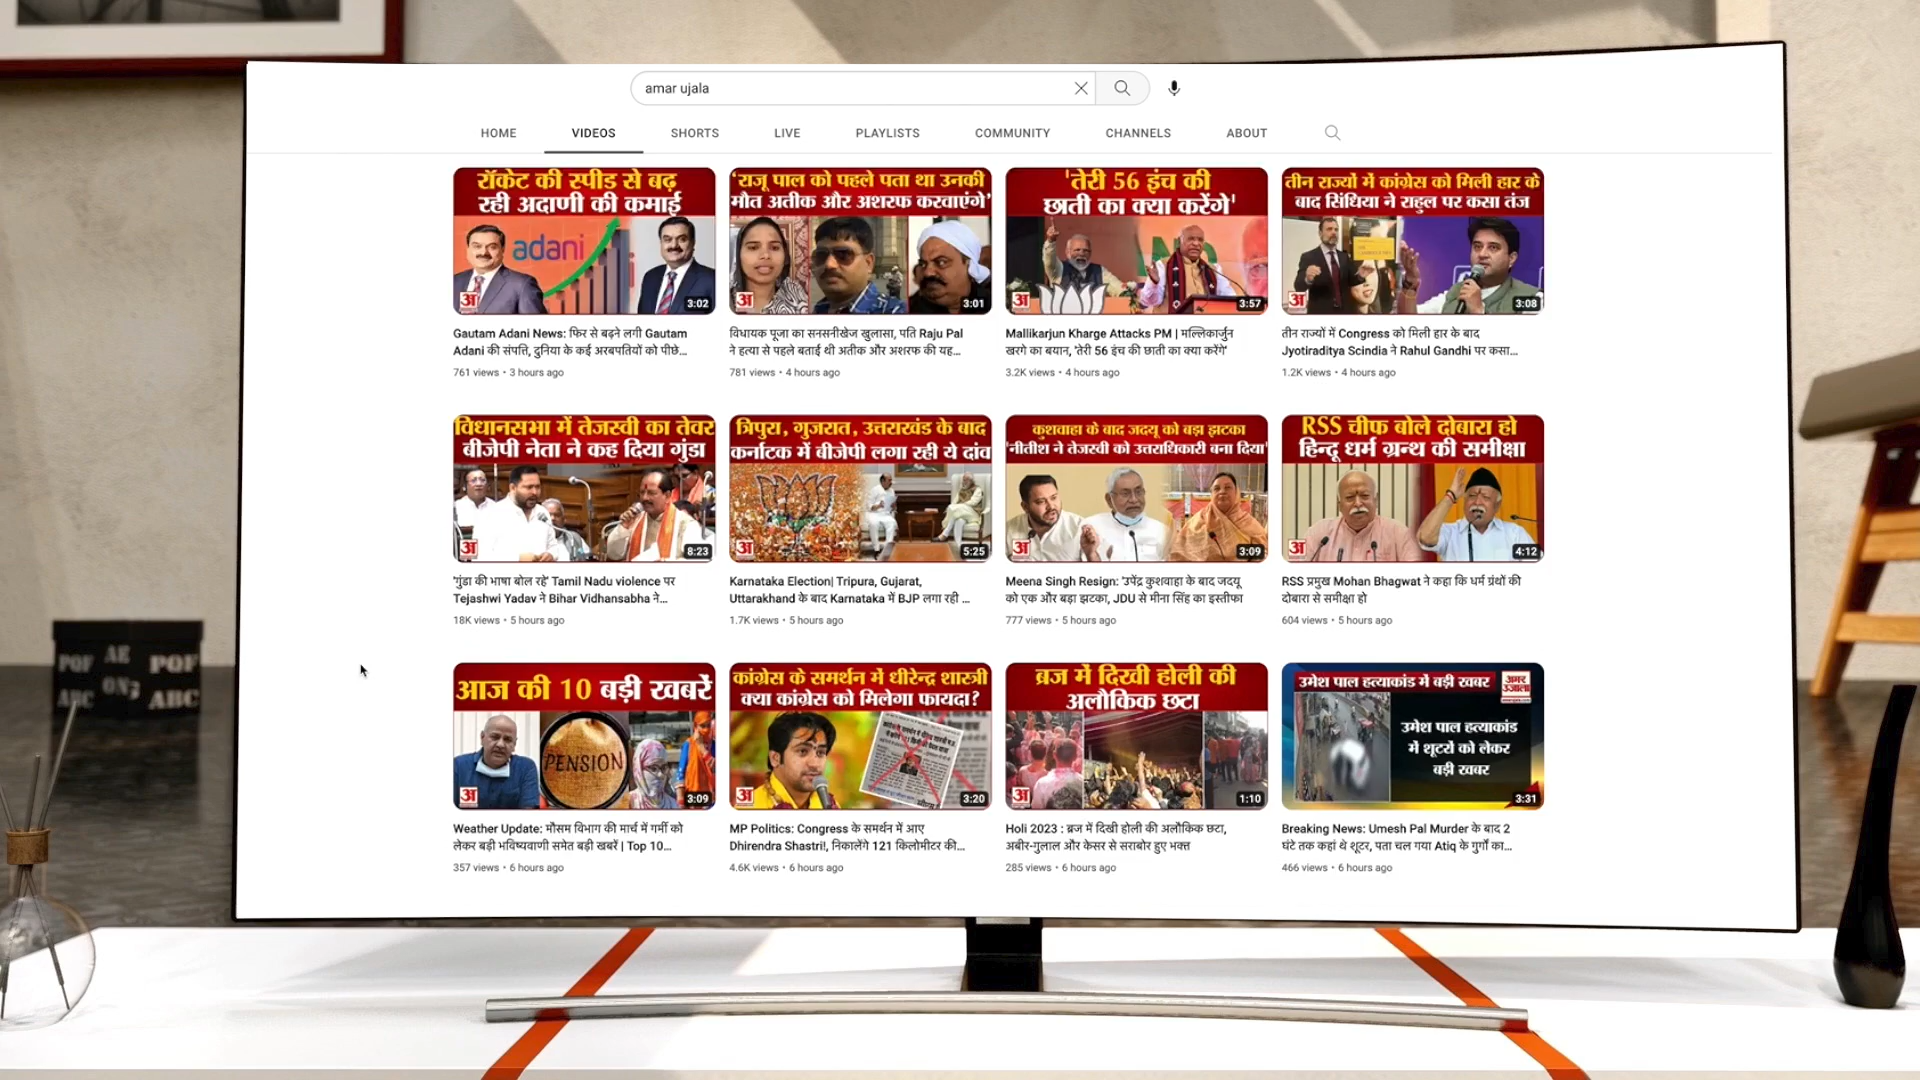 amar ujala
HOME VIDEOS SHORTS LIVE PLAYLISTS COMMUNITY CHANNELS ABOUT
रॉकेट की स्पीड से बढ़
रही अदाणी की कमाई
adani
अ
3:02
Gautam Adani News: फिर से बढ़ने लगी Gautam
Adani की संपत्ति, दुनिया के कई अरबपतियों को पीछे...
761 views • 3 hours ago
'राजू पाल को पहले पता था उनकी
मौत अतीक और अशरफ करवाएंगे'
अ
3:01
विधायक पूजा का सनसनीखेज खुलासा, पति Raju Pal
ने हत्या से पहले बताई थी अतीक और अशरफ की यह...
781 views • 4 hours ago
'तेरी 56 इंच की
छाती का क्या करेंगे'
अ
3:57
Mallikarjun Kharge Attacks PM | मल्लिकार्जुन
खरगे का बयान, 'तेरी 56 इंच की छाती का क्या करेंगे'
3.2K views • 4 hours ago
तीन राज्यों में कांग्रेस को मिली हार के
बाद सिंधिया ने राहुल पर कसा तंज
अ
3:08
तीन राज्यों में Congress को मिली हार के बाद
Jyotiraditya Scindia ने Rahul Gandhi पर कसा...
1.2K views • 4 hours ago
विधानसभा में तेजस्वी का तेवर
बीजेपी नेता ने कह दिया गुंडा
अ
8:23
'गुंडा की भाषा बोल रहे' Tamil Nadu violence पर
Tejashwi Yadav ने Bihar Vidhansabha ने...
18K views • 5 hours ago
त्रिपुरा, गुजरात, उत्तराखंड के बाद
कर्नाटक में बीजेपी लगा रही ये दांव
अ
5:25
Karnataka Election| Tripura, Gujarat,
Uttarakhand के बाद Karnataka में BJP लगा रही ...
1.7K views • 5 hours ago
कुशवाहा के बाद जदयू को बड़ा झटका
'नीतीश ने तेजस्वी को उत्तराधिकारी बना दिया'
अ
3:09
Meena Singh Resign: 'उपेंद्र कुशवाहा के बाद जदयू
को एक और बड़ा झटका, JDU से मीना सिंह का इस्तीफा
777 views • 5 hours ago
RSS चीफ बोले दोबारा हो
हिन्दू धर्म ग्रन्थ की समीक्षा
अ
4:12
RSS प्रमुख Mohan Bhagwat ने कहा कि धर्म ग्रंथों की
दोबारा से समीक्षा हो
604 views • 5 hours ago
आज की 10 बड़ी खबरें
PENSION
अ
3:09
Weather Update: मौसम विभाग की मार्च में गर्मी को
लेकर बड़ी भविष्यवाणी समेत बड़ी खबरें | Top 10...
357 views • 6 hours ago
कांग्रेस के समर्थन में धीरेन्द्र शास्त्री
क्या कांग्रेस को मिलेगा फायदा?
अ
3:20
MP Politics: Congress के समर्थन में आए
Dhirendra Shastri!, निकालेंगे 121 किलोमीटर की...
4.6K views • 6 hours ago
ब्रज में दिखी होली की
अलौकिक छटा
अ
1:10
Holi 2023 : ब्रज में दिखी होली की अलौकिक छटा,
अबीर-गुलाल और केसर से सराबोर हुए भक्त
285 views • 6 hours ago
उमेश पाल हत्याकांड में बड़ी खबर
अमर उजाला
उमेश पाल हत्याकांड
में शूटरों को लेकर
बड़ी खबर
3:31
Breaking News: Umesh Pal Murder के बाद 2
घंटे तक कहां थे शूटर, पता चल गया Atiq के गुर्गों का...
466 views • 6 hours ago
POF AE POF
ABC ABC